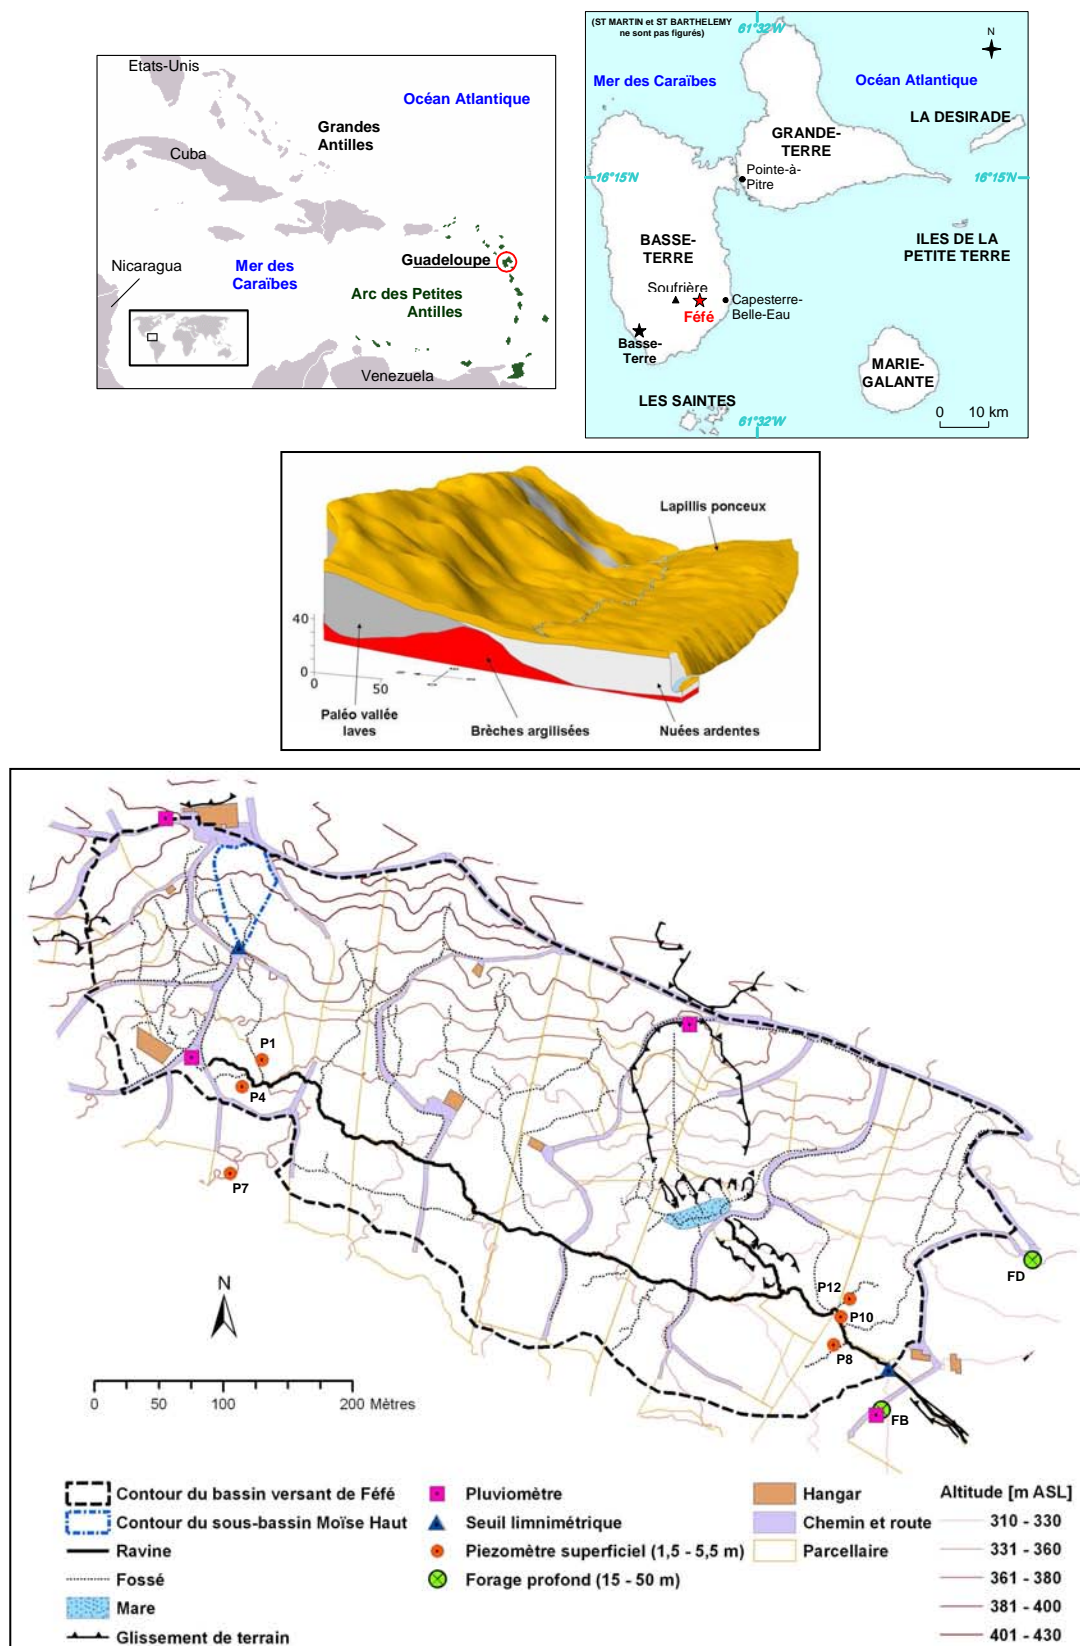 Etats-Unis
Océan Atlantique
Grandes
Antilles
Cuba
Guadeloupe
Nicaragua
Mer des
Caraïbes
Arc des Petites
Antilles
Venezuela
(ST MARTIN et ST BARTHELEMY
ne sont pas figurés)
61°32'W
N
Mer des Caraïbes
Océan Atlantique
LA DESIRADE
GRANDE-
TERRE
Pointe-à-
Pitre
16°15'N
16°15'N
BASSE-
TERRE
ILES DE LA
PETITE TERRE
Soufrière
Capesterre-
Belle-Eau
Féfé
Basse-
Terre
MARIE-
GALANTE
LES SAINTES
0 10 km
61°32'W
Lapillis ponceux
40
0
0
50
Paléo vallée
laves
Brèches argilisées
Nuées ardentes
P1
P4
P7
N
FD
P12
P10
P8
FB
0 50 100 200 Mètres
Contour du bassin versant de Féfé
Contour du sous-bassin Moïse Haut
Ravine
Fossé
Mare
Glissement de terrain
Pluviomètre
Seuil limnimétrique
Piezomètre superficiel (1,5 - 5,5 m)
Forage profond (15 - 50 m)
Hangar
Chemin et route
Parcellaire
Altitude [m ASL]
310 - 330
331 - 360
361 - 380
381 - 400
401 - 430